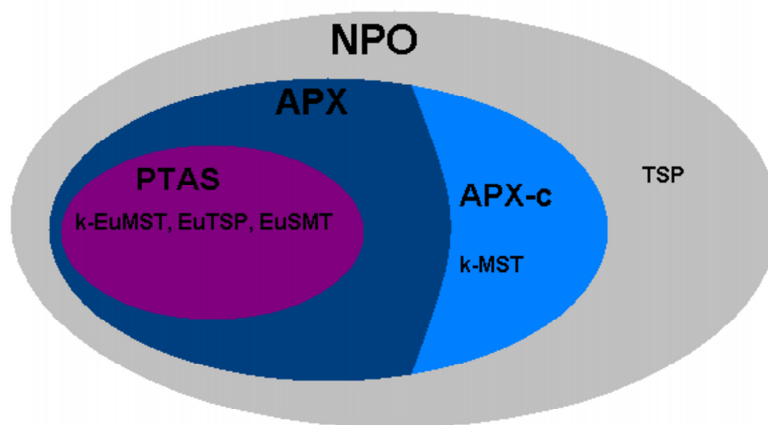 NPO
APX
PTAS
k-EuMST, EuTSP, EuSMT
APX-c
k-MST
TSP